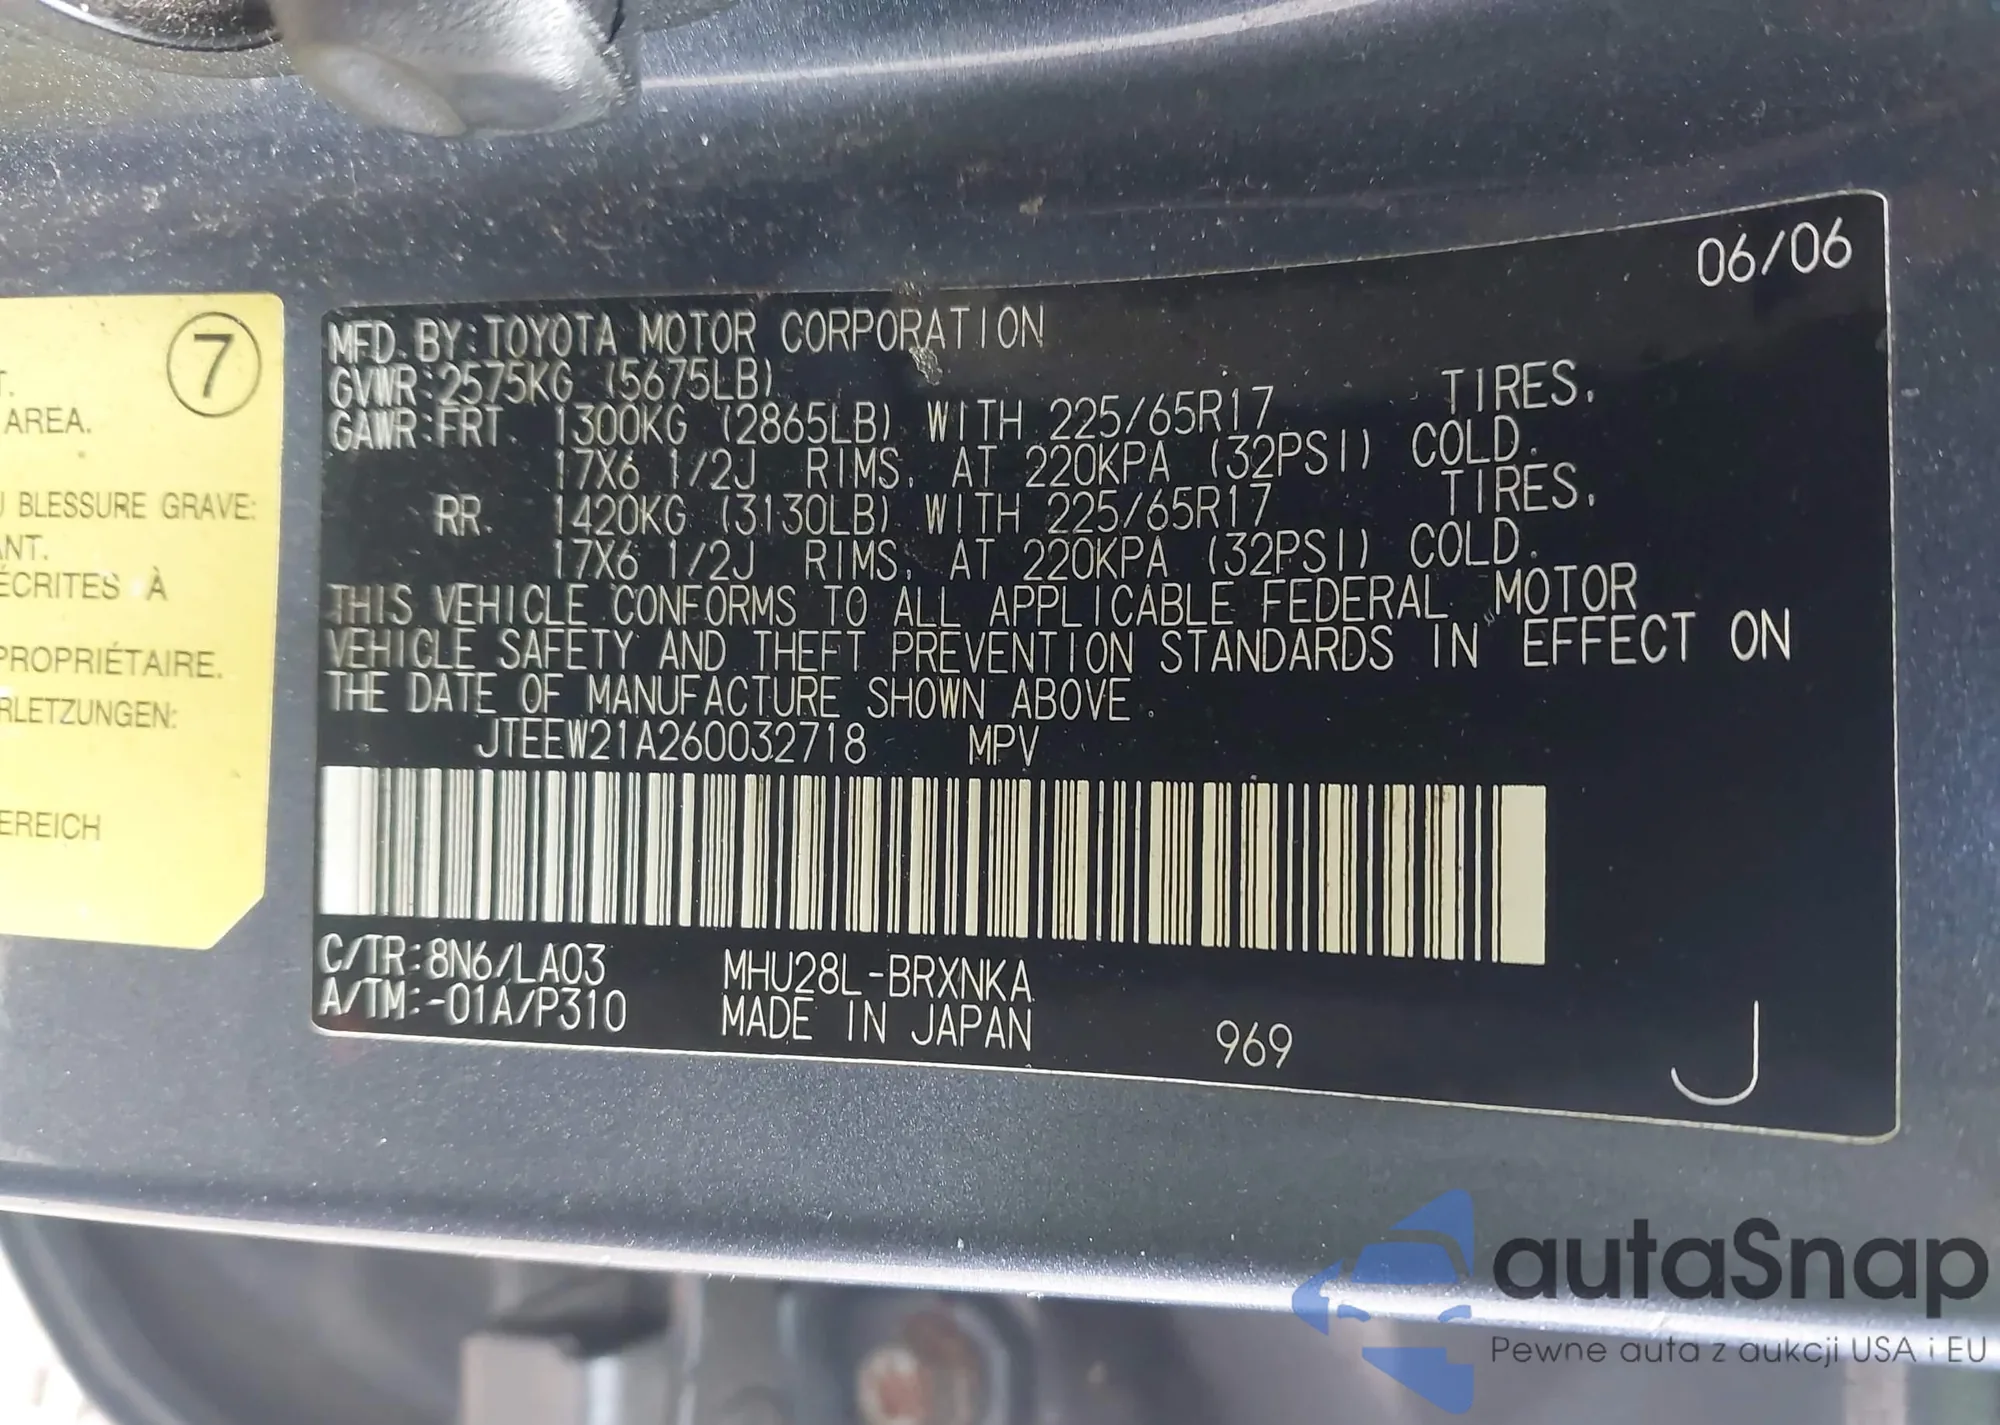 7
T.
AREA.
U BLESSURE GRAVE:
ANT.
ÉCRITES À
PROPRIÉTAIRE.
RLETZUNGEN:
EREICH
06/06
MFD. BY: TOYOTA MOTOR CORPORATION
GVWR: 2575KG (5675LB)
GAWR: FRT. 1300KG (2865LB) WITH 225/65R17 TIRES.
17X6 1/2J RIMS, AT 220KPA (32PSI) COLD.
RR. 1420KG (3130LB) WITH 225/65R17 TIRES.
17X6 1/2J RIMS, AT 220KPA (32PSI) COLD.
THIS VEHICLE CONFORMS TO ALL APPLICABLE FEDERAL MOTOR
VEHICLE SAFETY AND THEFT PREVENTION STANDARDS IN EFFECT ON
THE DATE OF MANUFACTURE SHOWN ABOVE.
JTEEW21A260032718 MPV
C/TR: 8N6/LA03 MHU28L-BRXNKA
A/TM: -01A/P310 MADE IN JAPAN 969 J
autaSnap
Pewne auta z aukcji USA i EU